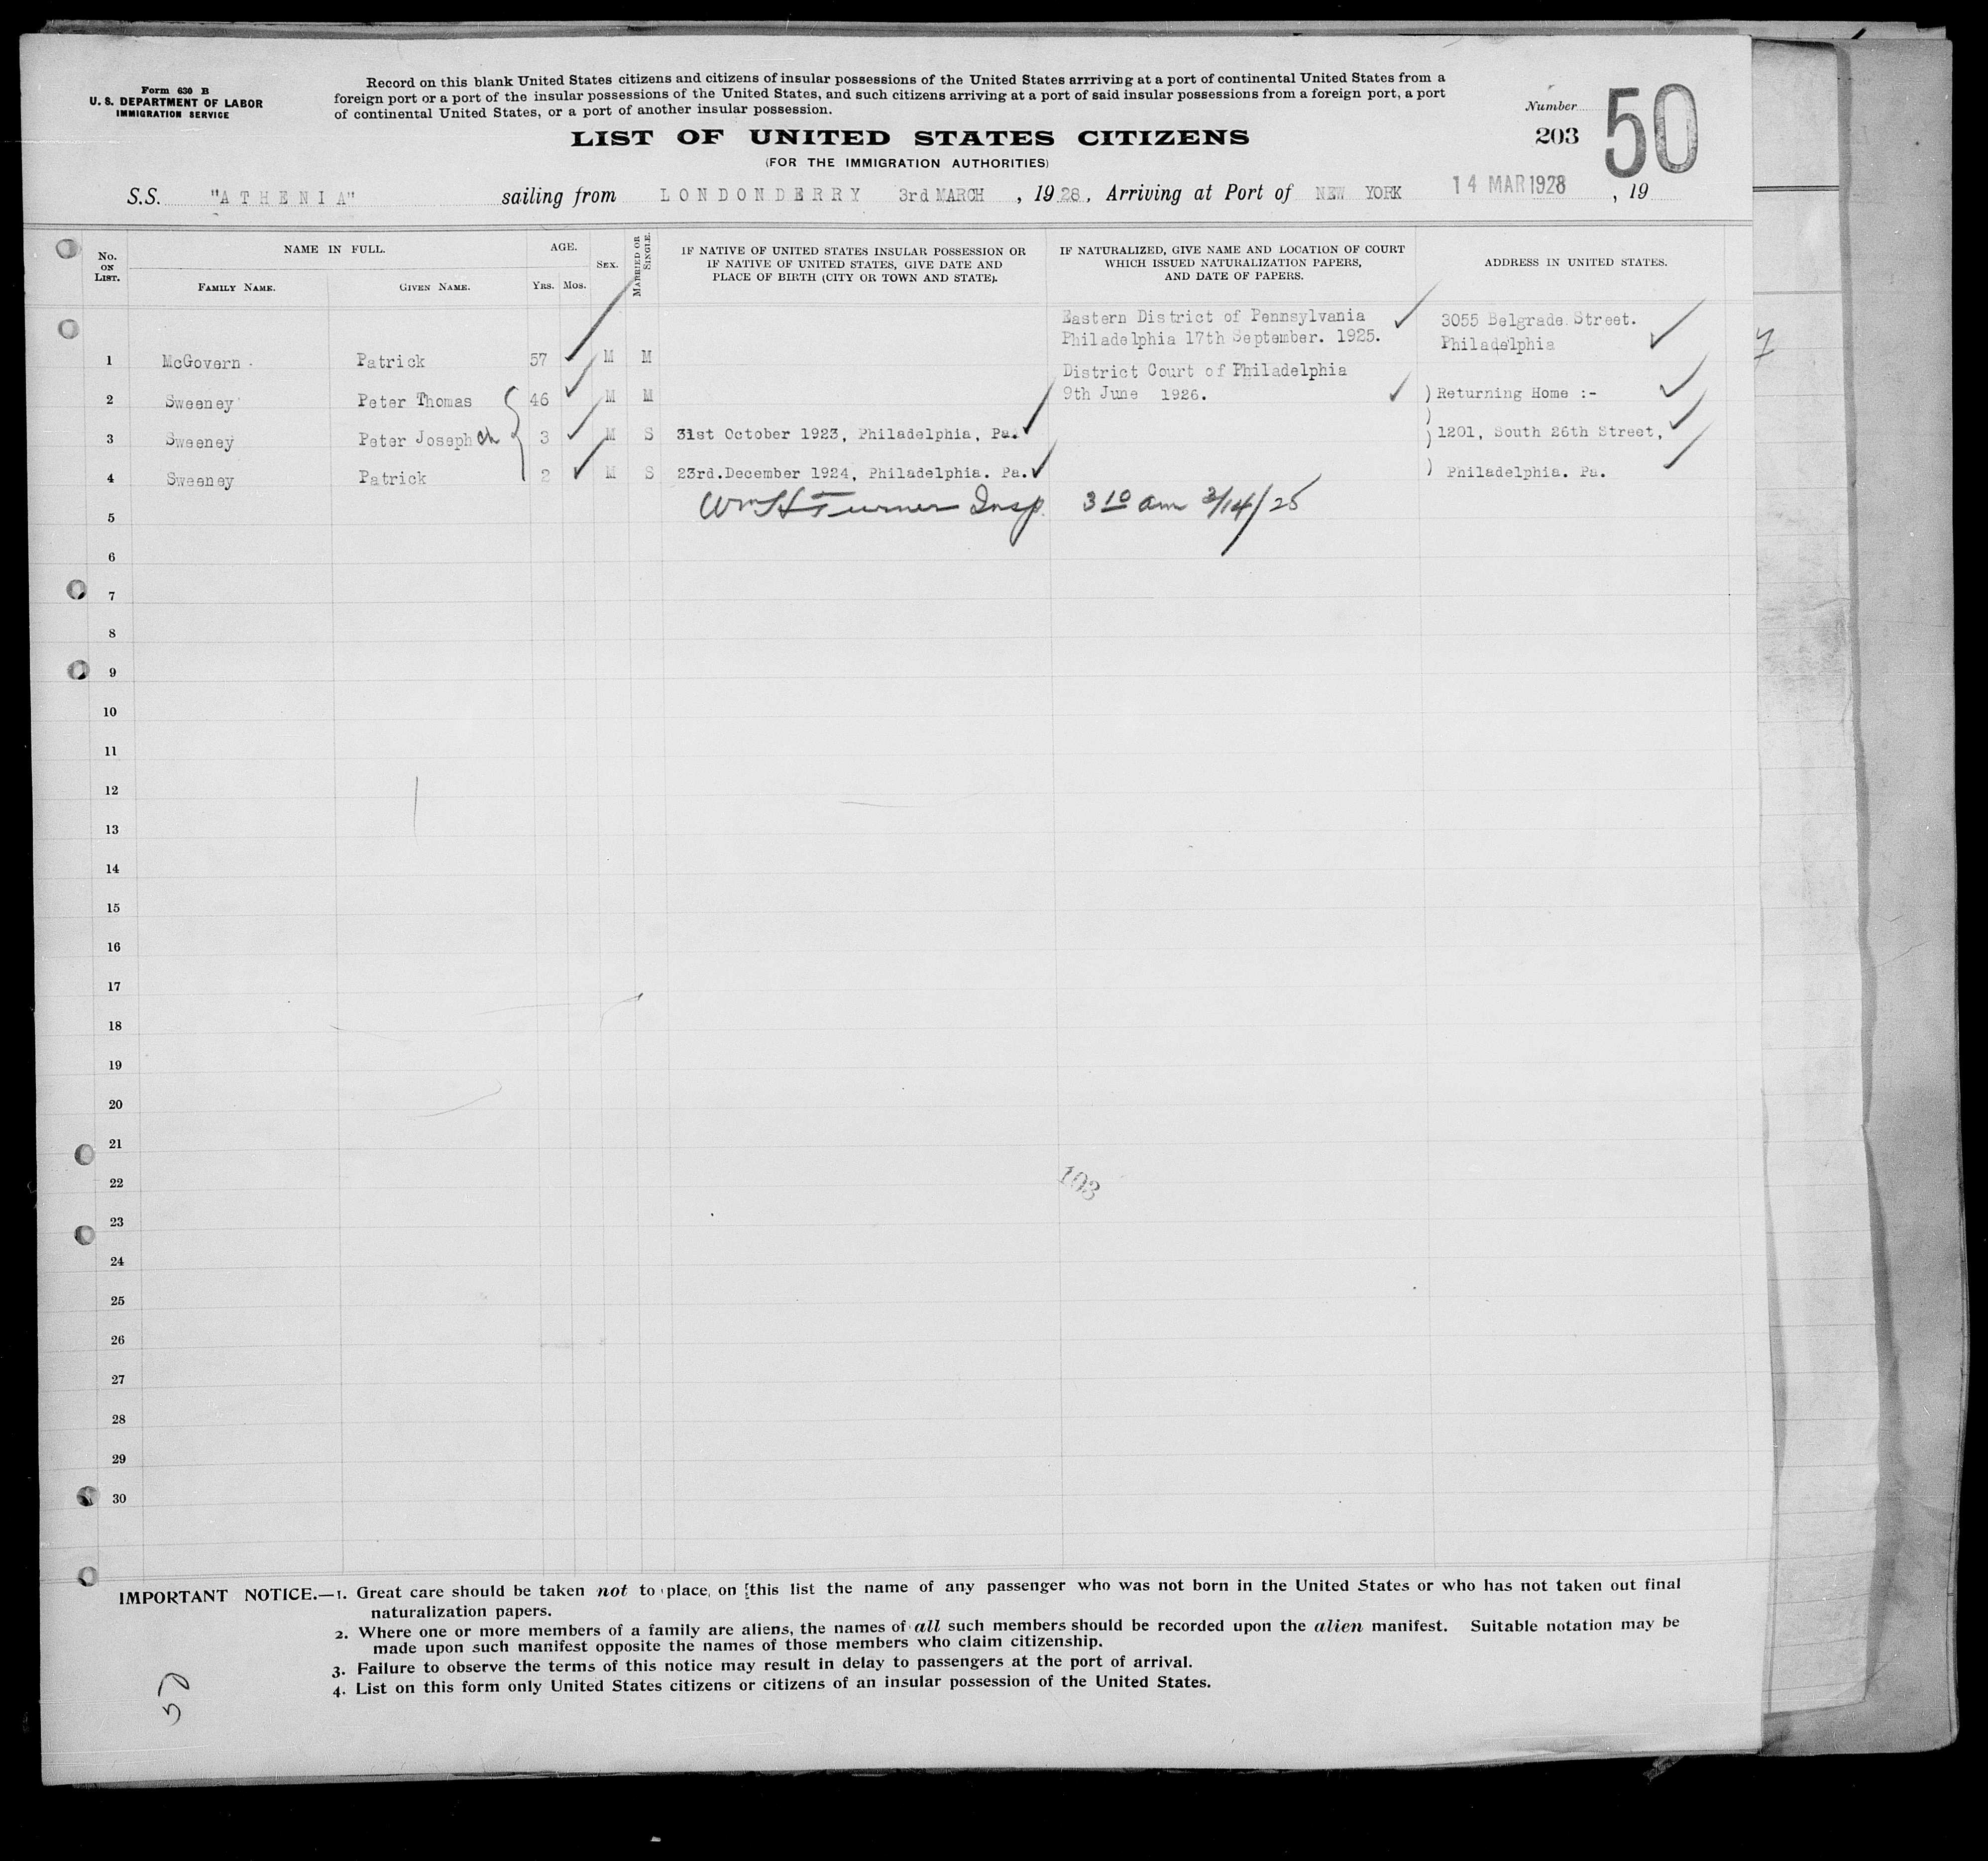 Form 630 B
U. S. DEPARTMENT OF LABOR
IMMIGRATION SERVICE
Record on this blank United States citizens and citizens of insular possessions of the United States arrriving at a port of continental United States from a
foreign port or a port of the insular possessions of the United States, and such citizens arriving at a port of said insular possessions from a foreign port, a port
of continental United States, or a port of another insular possession.
Number 50
203
LIST OF UNITED STATES CITIZENS
(FOR THE IMMIGRATION AUTHORITIES)
S.S. "ATHENIA" sailing from LONDONDERRY 3rd MARCH , 1928, Arriving at Port of NEW YORK 14 MAR 1928 , 19
No. ON LIST.
NAME IN FULL.
FAMILY NAME.
GIVEN NAME.
AGE.
YRS. MOS.
SEX.
MARRIED OR SINGLE.
IF NATIVE OF UNITED STATES INSULAR POSSESSION OR
IF NATIVE OF UNITED STATES, GIVE DATE AND
PLACE OF BIRTH (CITY OR TOWN AND STATE).
IF NATURALIZED, GIVE NAME AND LOCATION OF COURT
WHICH ISSUED NATURALIZATION PAPERS,
AND DATE OF PAPERS.
ADDRESS IN UNITED STATES.
Eastern District of Pennsylvania 3055 Belgrade Street.
Philadelphia 17th September. 1925. Philadelphia
1 McGovern Patrick 57 M M
District Court of Philadelphia
2 Sweeney Peter Thomas 46 M M 9th June 1926. ) Returning Home :-
)
3 Sweeney Peter Joseph ch 3 M S 31st October 1923, Philadelphia, Pa. ) 1201, South 26th Street,
4 Sweeney Patrick 2 M S 23rd.December 1924, Philadelphia. Pa. ) Philadelphia. Pa.
Wm H Turner Insp. 3 10 am 3/14/28
5
6
7
8
9
10
11
12
13
14
15
16
17
18
19
20
21
22
103
23
24
25
26
27
28
29
30
IMPORTANT NOTICE.—1. Great care should be taken not to place, on [this list the name of any passenger who was not born in the United States or who has not taken out final
naturalization papers.
2. Where one or more members of a family are aliens, the names of all such members should be recorded upon the alien manifest. Suitable notation may be
made upon such manifest opposite the names of those members who claim citizenship.
3. Failure to observe the terms of this notice may result in delay to passengers at the port of arrival.
4. List on this form only United States citizens or citizens of an insular possession of the United States.
50